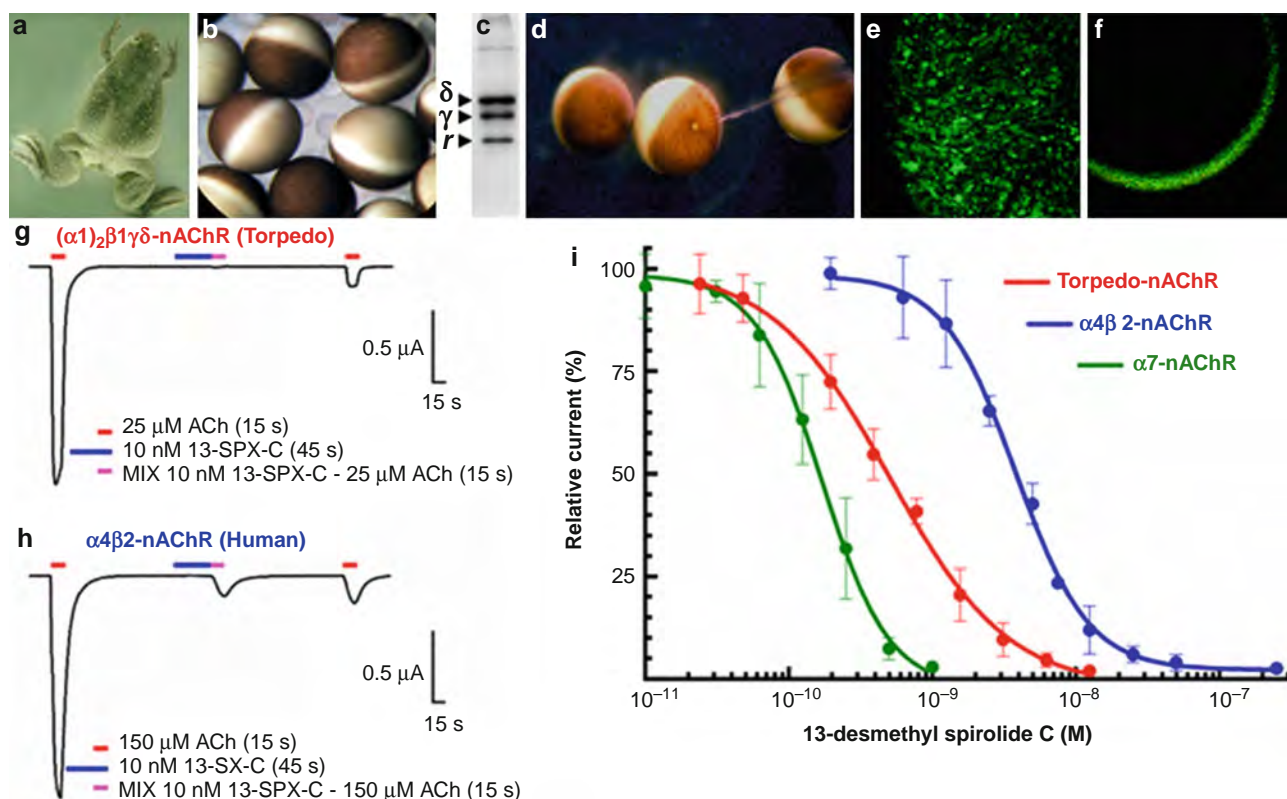 a
b
c
d
e
f
δ
γ
r
g
(α1)₂β1γδ-nAChR (Torpedo)
0.5 μA
15 s
25 μM ACh (15 s)
10 nM 13-SPX-C (45 s)
MIX 10 nM 13-SPX-C - 25 μM ACh (15 s)
h
α4β2-nAChR (Human)
0.5 μA
15 s
150 μM ACh (15 s)
10 nM 13-SX-C (45 s)
MIX 10 nM 13-SPX-C - 150 μM ACh (15 s)
i
Torpedo-nAChR
α4β 2-nAChR
α7-nAChR
100
75
50
25
Relative current (%)
10⁻¹¹ 10⁻¹⁰ 10⁻⁹ 10⁻⁸ 10⁻⁷
13-desmethyl spirolide C (M)